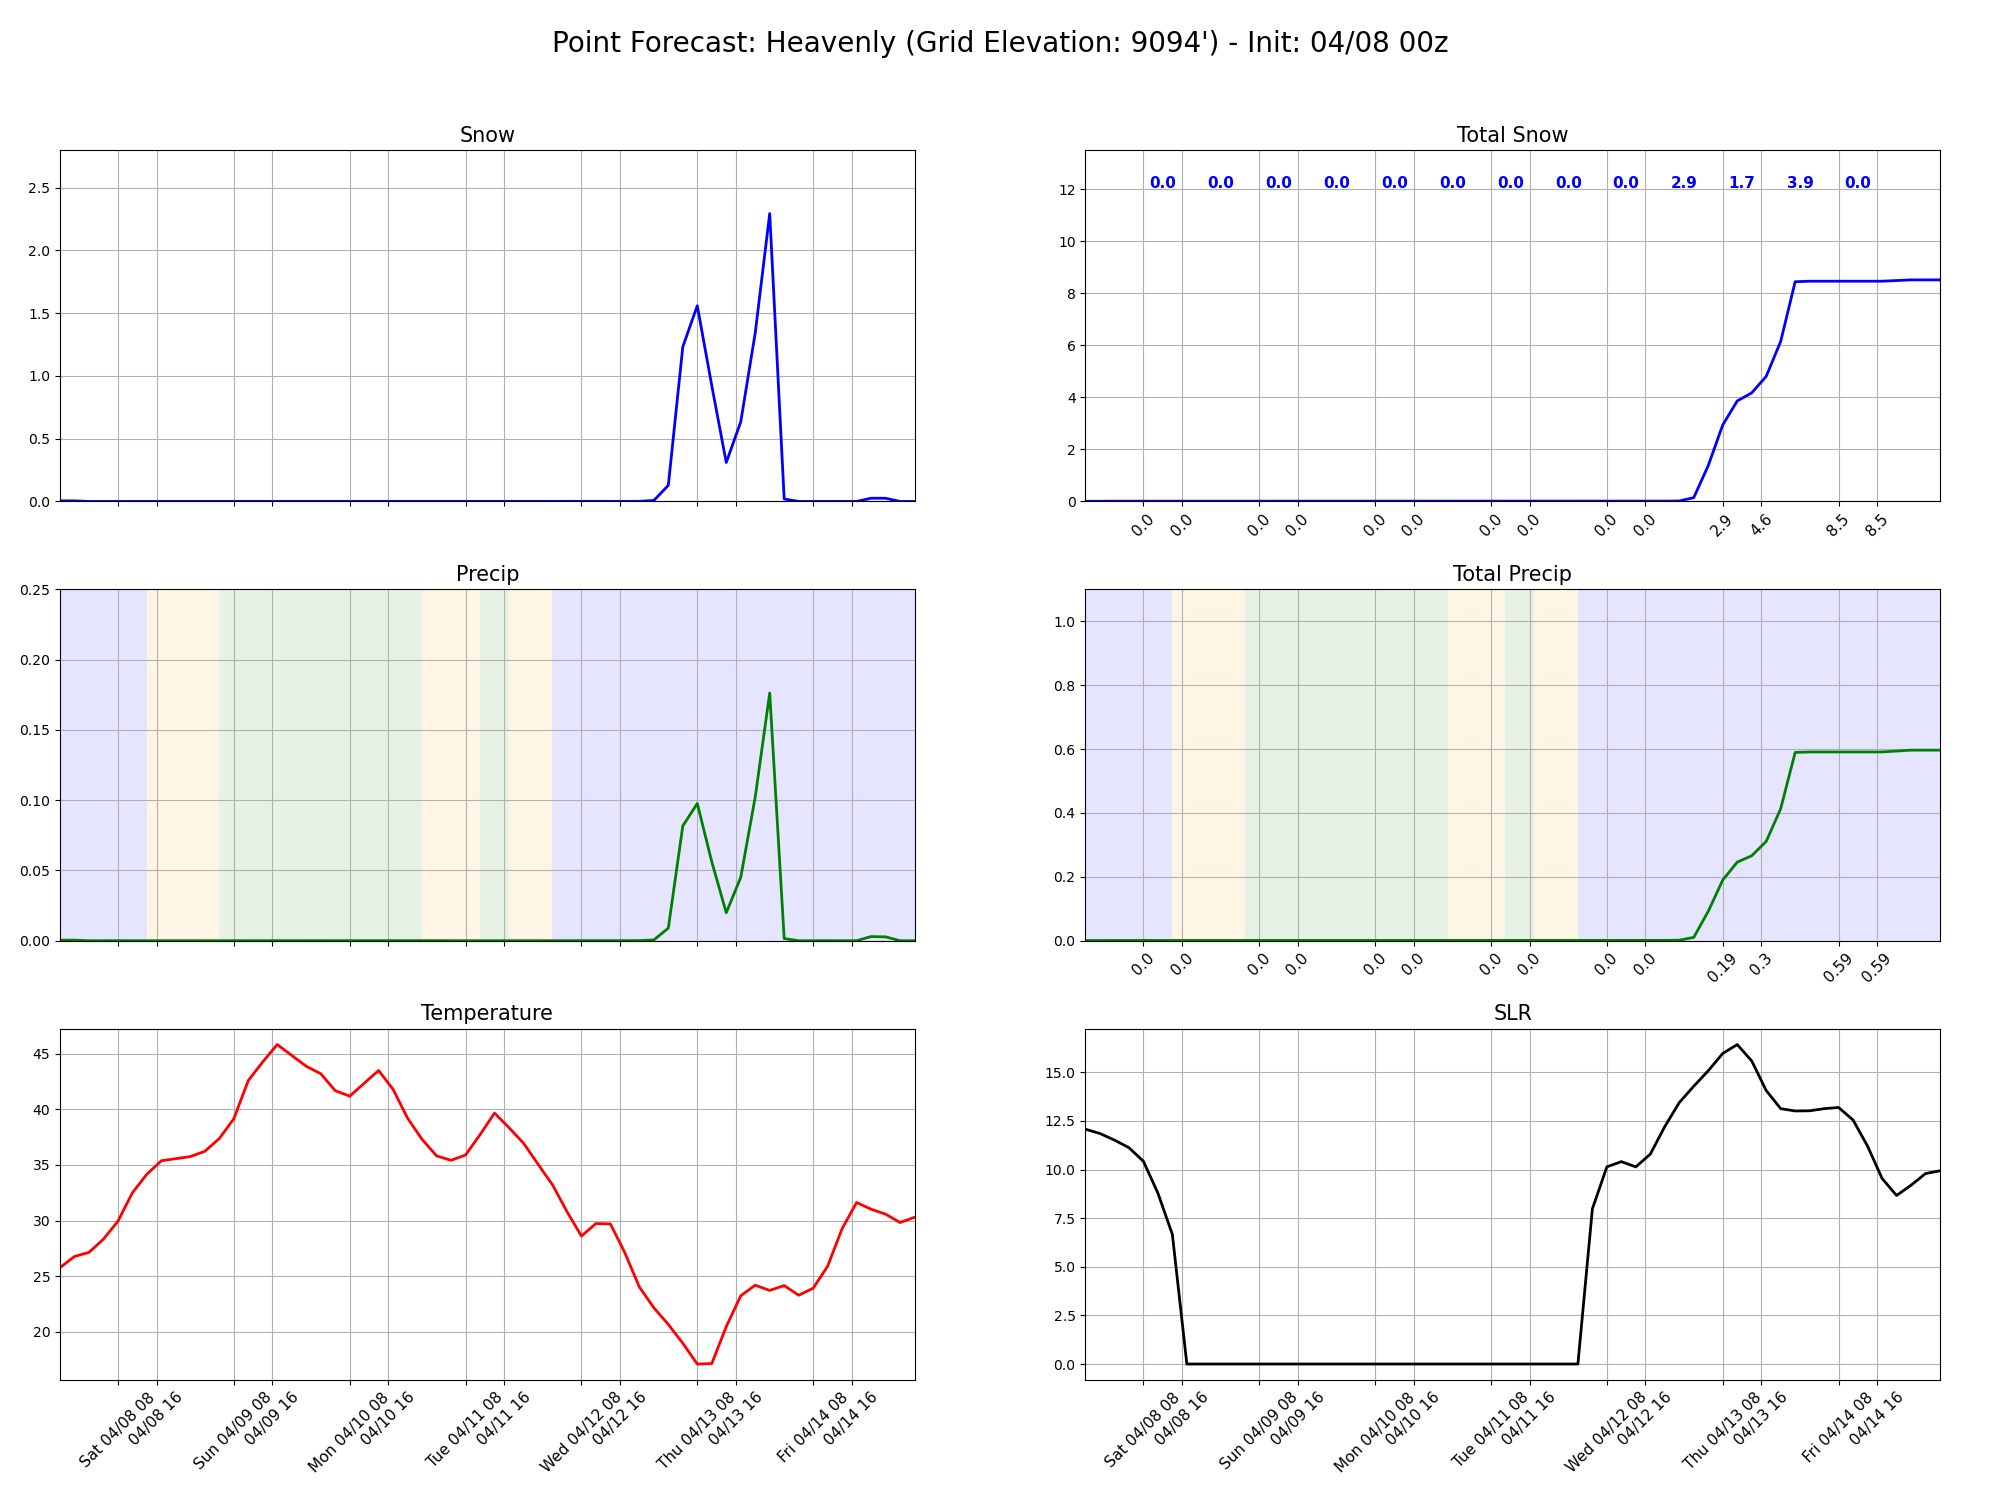 Point Forecast: Heavenly (Grid Elevation: 9094') - Init: 04/08 00z
Snow
2.5
2.0
1.5
1.0
0.5
0.0
Total Snow
0.0 0.0 0.0 0.0 0.0 0.0 0.0 0.0 0.0 2.9 1.7 3.9 0.0
12
10
8
6
4
2
0
0.0 0.0 0.0 0.0 0.0 0.0 0.0 0.0 0.0 0.0 2.9 4.6 8.5 8.5
Precip
0.25
0.20
0.15
0.10
0.05
0.00
Total Precip
1.0
0.8
0.6
0.4
0.2
0.0
0.0 0.0 0.0 0.0 0.0 0.0 0.0 0.0 0.0 0.0 0.19 0.3 0.59 0.59
Temperature
45
40
35
30
25
20
Sat 04/08 08
04/08 16
Sun 04/09 08
04/09 16
Mon 04/10 08
04/10 16
Tue 04/11 08
04/11 16
Wed 04/12 08
04/12 16
Thu 04/13 08
04/13 16
Fri 04/14 08
04/14 16
SLR
15.0
12.5
10.0
7.5
5.0
2.5
0.0
Sat 04/08 08
04/08 16
Sun 04/09 08
04/09 16
Mon 04/10 08
04/10 16
Tue 04/11 08
04/11 16
Wed 04/12 08
04/12 16
Thu 04/13 08
04/13 16
Fri 04/14 08
04/14 16